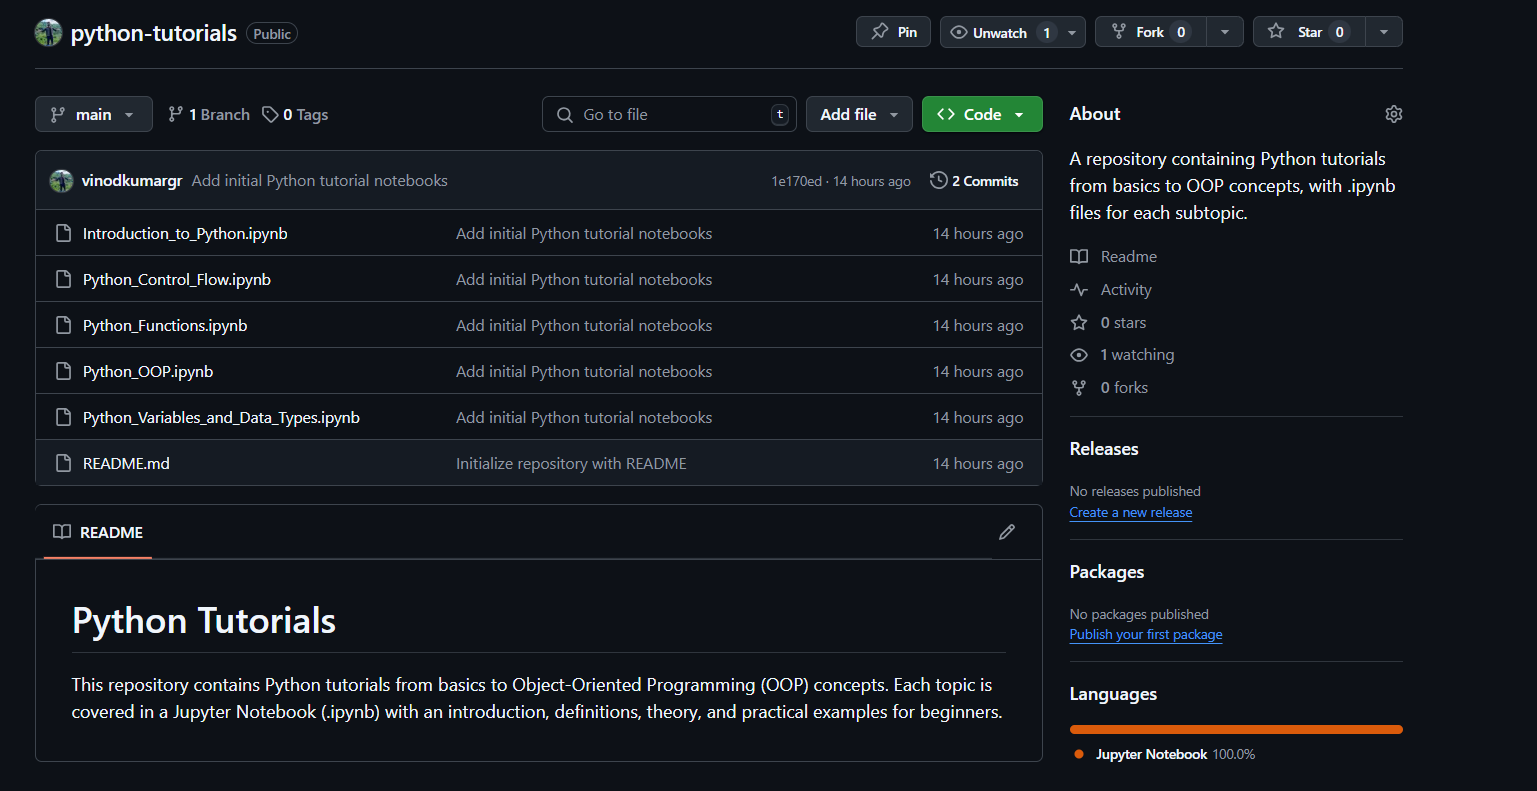 python-tutorials Public Pin Unwatch 1 Fork 0 Star 0
main 1 Branch 0 Tags Go to file t Add file Code
vinodkumargr Add initial Python tutorial notebooks 1e170ed · 14 hours ago 2 Commits
Introduction_to_Python.ipynb Add initial Python tutorial notebooks 14 hours ago
Python_Control_Flow.ipynb Add initial Python tutorial notebooks 14 hours ago
Python_Functions.ipynb Add initial Python tutorial notebooks 14 hours ago
Python_OOP.ipynb Add initial Python tutorial notebooks 14 hours ago
Python_Variables_and_Data_Types.ipynb Add initial Python tutorial notebooks 14 hours ago
README.md Initialize repository with README 14 hours ago
README
Python Tutorials
This repository contains Python tutorials from basics to Object-Oriented Programming (OOP) concepts. Each topic is
covered in a Jupyter Notebook (.ipynb) with an introduction, definitions, theory, and practical examples for beginners.
About
A repository containing Python tutorials
from basics to OOP concepts, with .ipynb
files for each subtopic.
Readme
Activity
0 stars
1 watching
0 forks
Releases
No releases published
Create a new release
Packages
No packages published
Publish your first package
Languages
Jupyter Notebook 100.0%